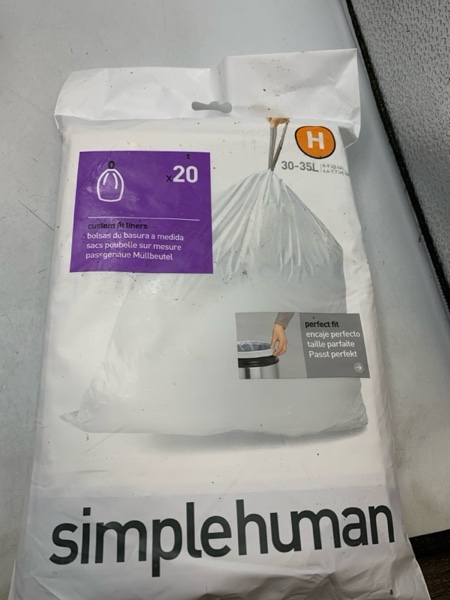 H
30-35L
x20
custom fit liners
bolsas de basura a medida
sacs poubelle sur mesure
passgenaue Müllbeutel
perfect fit
encaje perfecto
taille parfaite
Passt perfekt
simplehuman